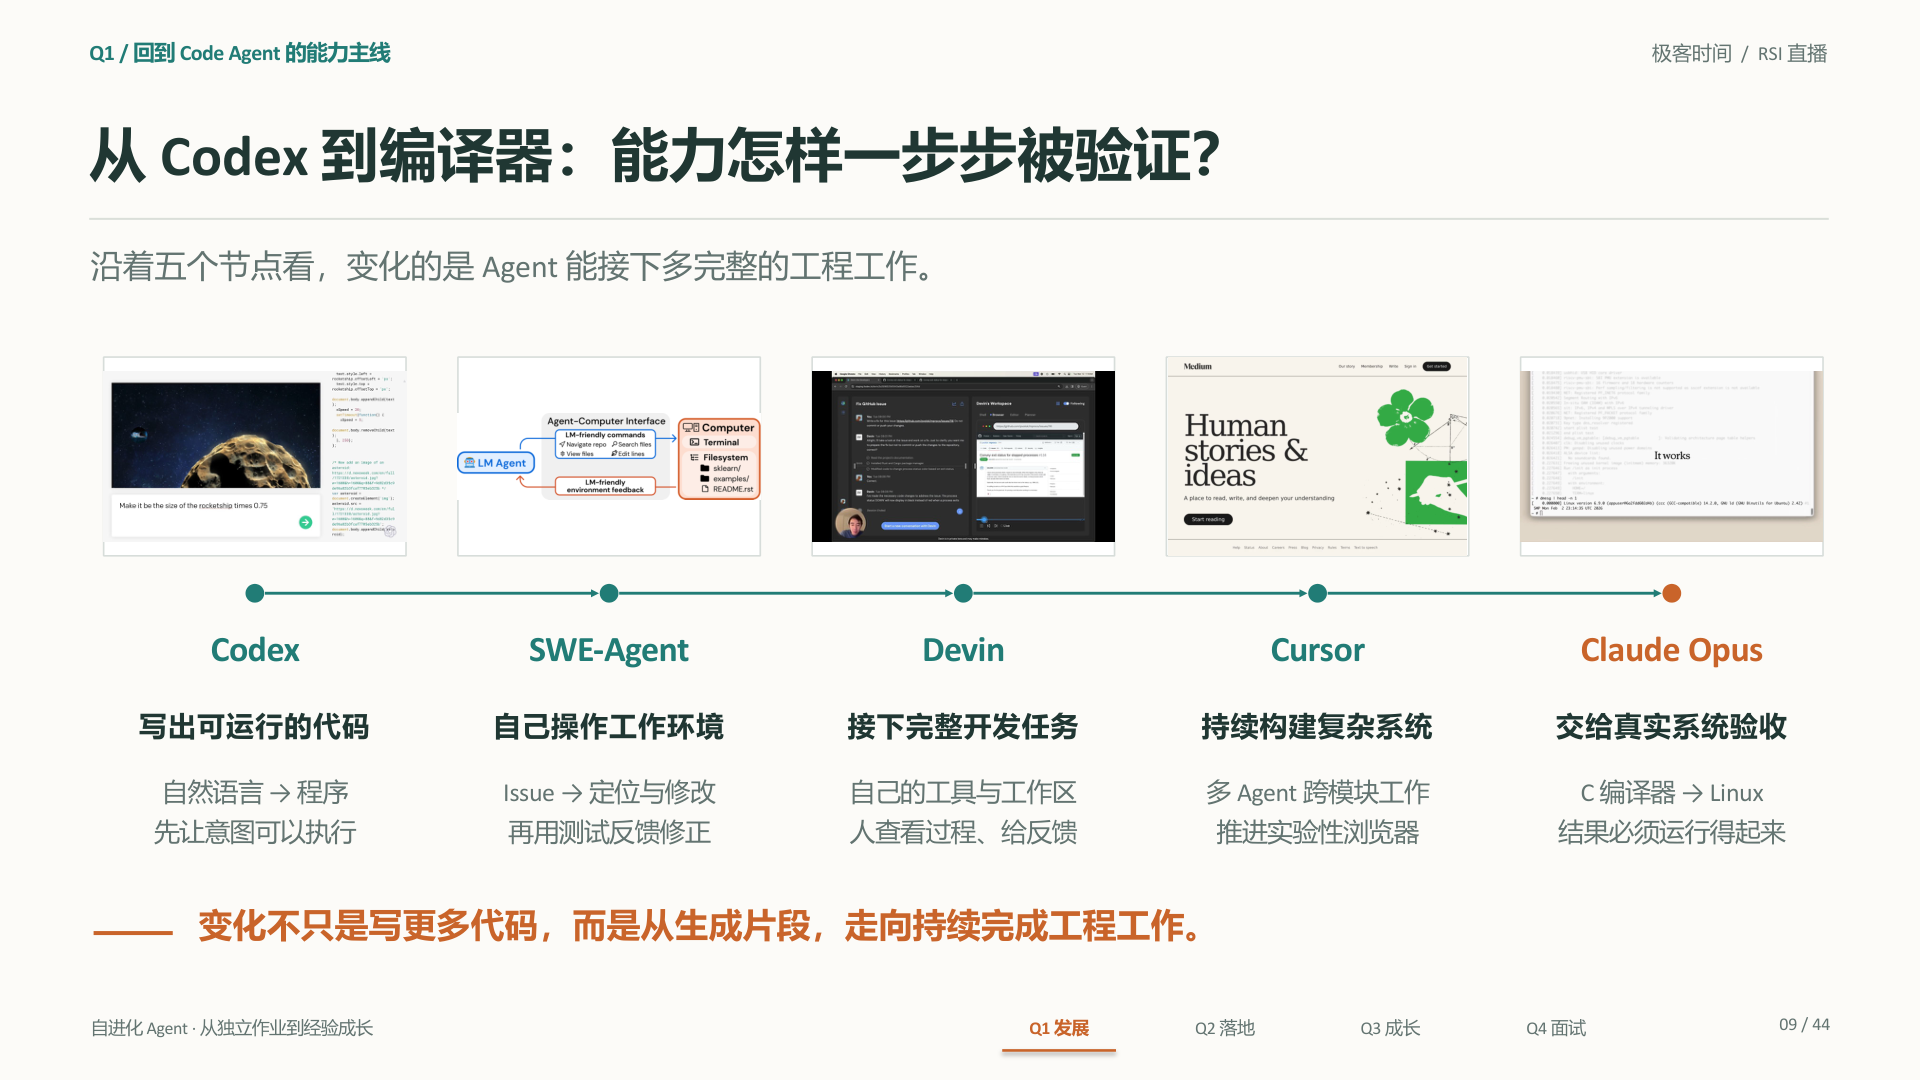 Q1 / 回到 Code Agent 的能力主线
极客时间 / RSI 直播
从 Codex 到编译器：能力怎样一步步被验证？
沿着五个节点看，变化的是 Agent 能接下多完整的工程工作。
Make it be the size of the rocketship times 0.75
Agent-Computer Interface
LM-friendly commands
Navigate repo Search files
View files Edit lines
LM Agent
LM-friendly
environment feedback
Computer
Terminal
Filesystem
sklearn/
examples/
README.rst
Medium
Our story Membership Write Sign in Get started
Human
stories &
ideas
A place to read, write, and deepen your understanding
Start reading
It works
Codex
SWE-Agent
Devin
Cursor
Claude Opus
写出可运行的代码
自己操作工作环境
接下完整开发任务
持续构建复杂系统
交给真实系统验收
自然语言 → 程序
先让意图可以执行
Issue → 定位与修改
再用测试反馈修正
自己的工具与工作区
人查看过程、给反馈
多 Agent 跨模块工作
推进实验性浏览器
C 编译器 → Linux
结果必须运行得起来
变化不只是写更多代码，而是从生成片段，走向持续完成工程工作。
自进化 Agent · 从独立作业到经验成长
Q1 发展
Q2 落地
Q3 成长
Q4 面试
09 / 44